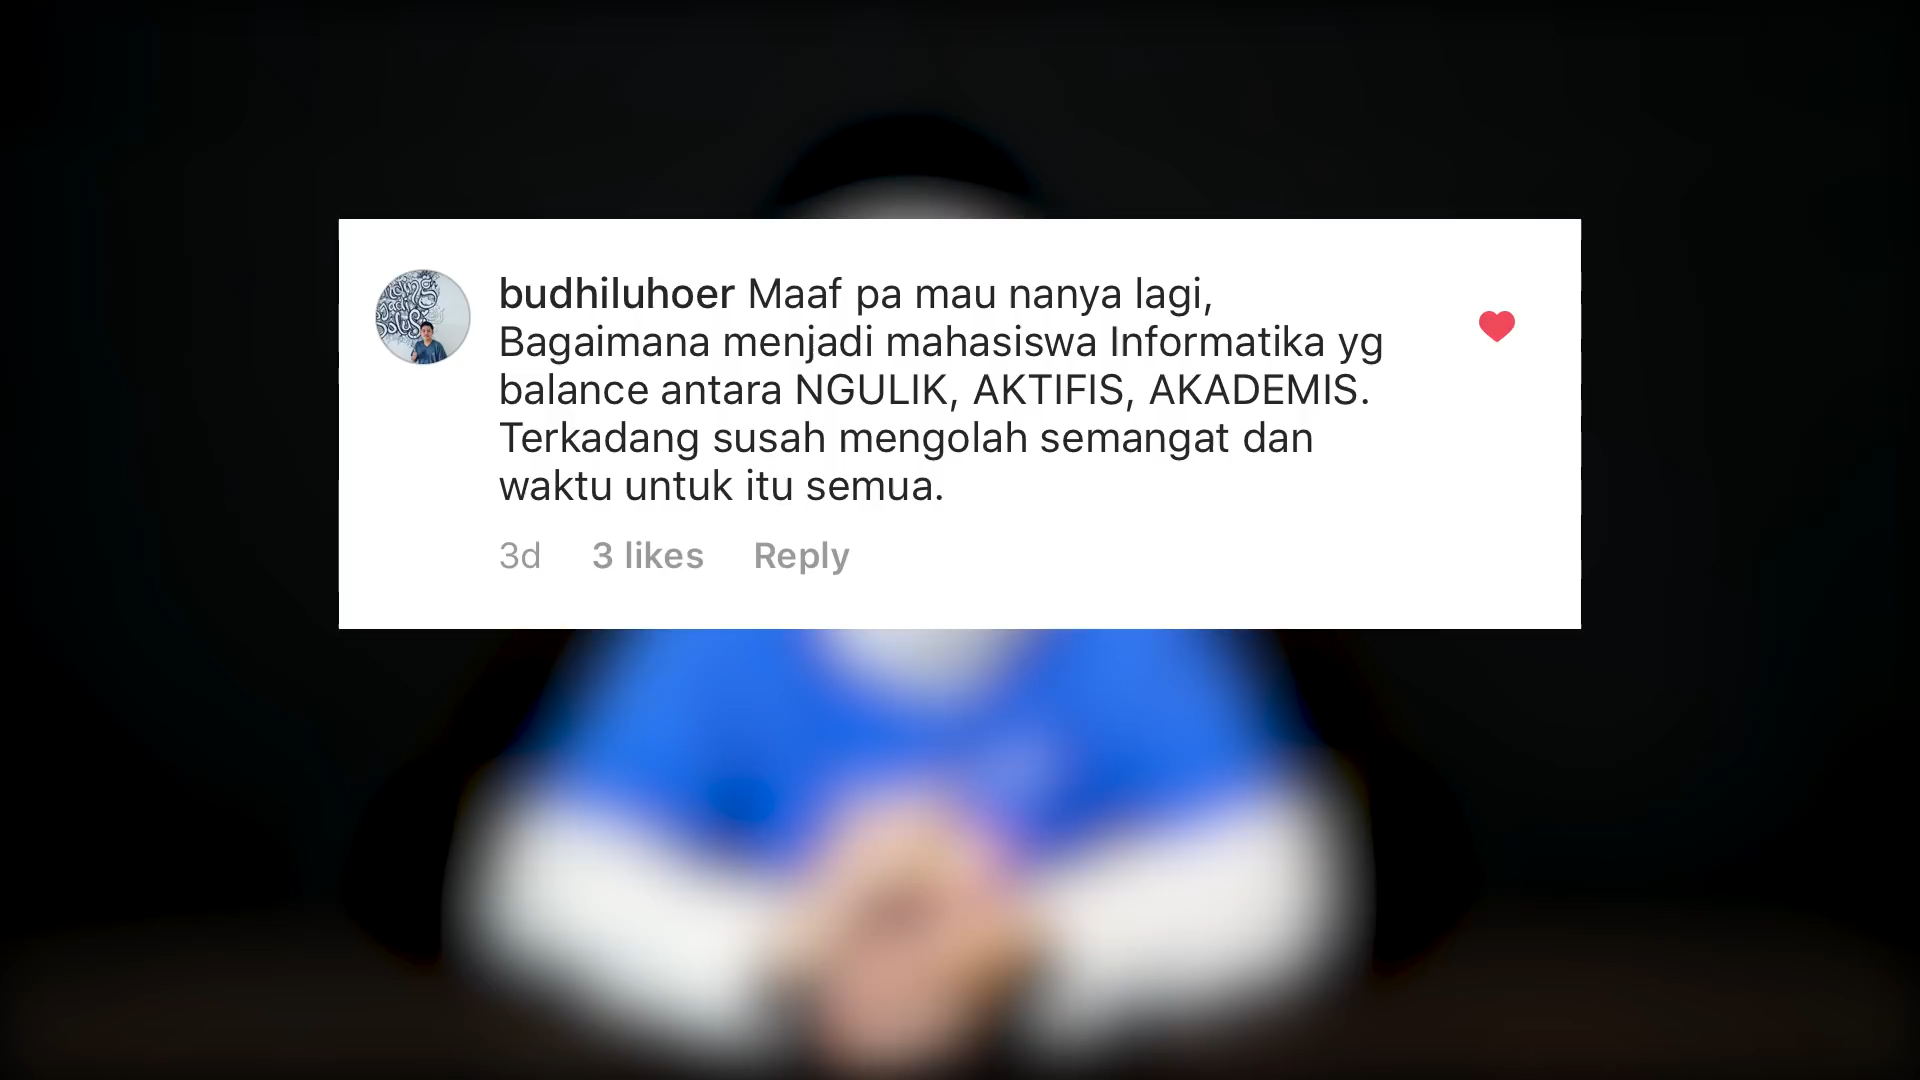 budhiluhoer Maaf pa mau nanya lagi,
Bagaimana menjadi mahasiswa Informatika yg
balance antara NGULIK, AKTIFIS, AKADEMIS.
Terkadang susah mengolah semangat dan
waktu untuk itu semua.
3d 3 likes Reply